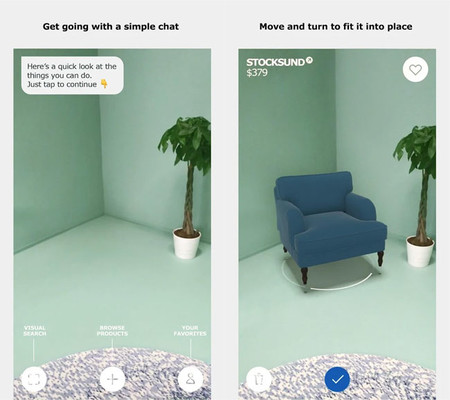 Get going with a simple chat
Here's a quick look at the
things you can do.
Just tap to continue 👇
VISUAL
SEARCH
BROWSE
PRODUCTS
YOUR
FAVORITES
Move and turn to fit it into place
STOCKSUND
$379